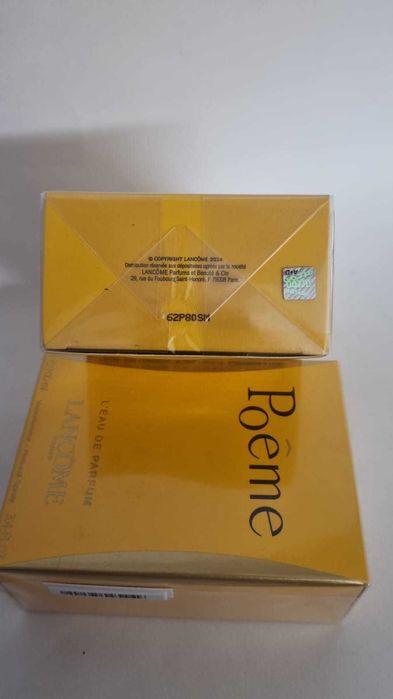 © COPYRIGHT LANCÔME 2024
Distribution réservée aux dépositaires agréés par la société
LANCÔME Parfums et Beauté & Cie
29, rue du Faubourg Saint-Honoré, F 75008 Paris.
62P80SM
Poême
L'EAU DE PARFUM
LANCÔME
PARIS